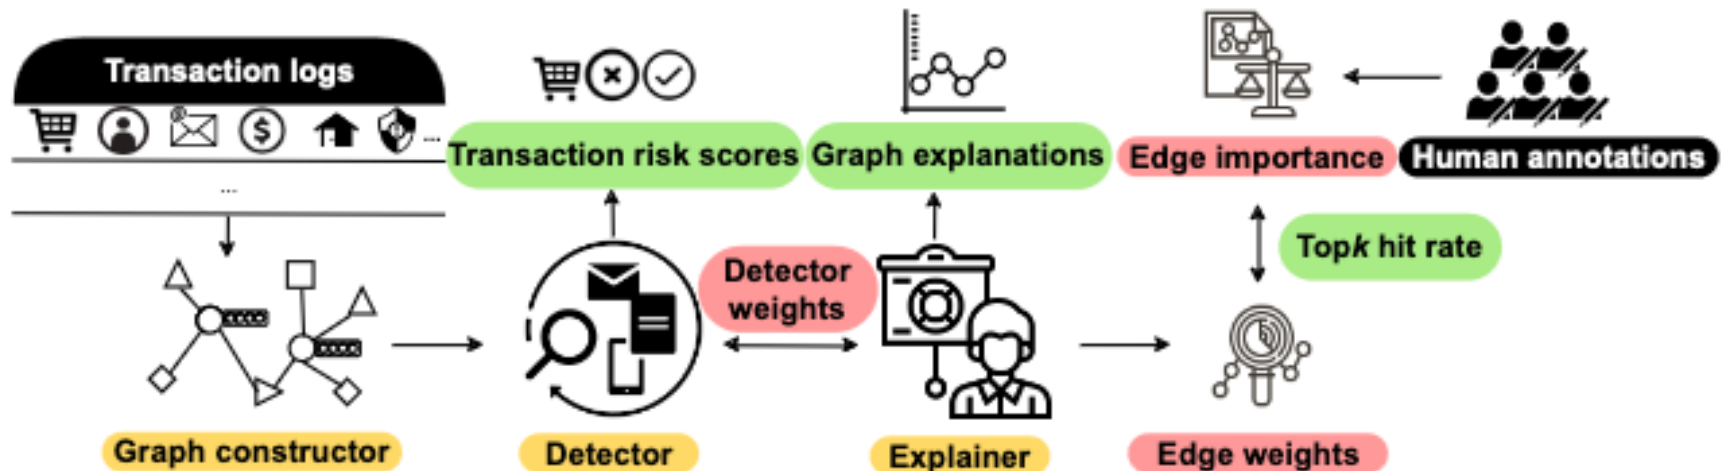 Transaction logs
...
...
Transaction risk scores
Graph explanations
Edge importance
Human annotations
Topk hit rate
Detector
weights
Graph constructor
Detector
Explainer
Edge weights